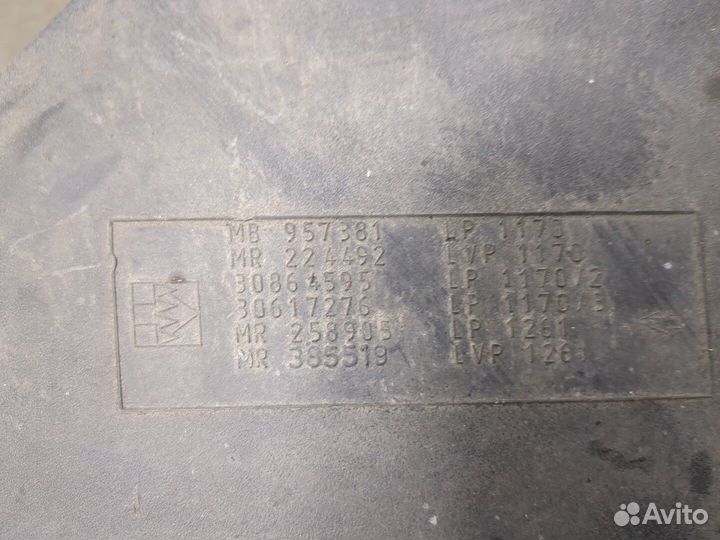 MB 957381 LP 1170
MR 224492 LVP 1170
30864595 LP 1170/2
30617276 LP 1170/3
MR 258905 LP 1261
MR 385519 LVP 1261
Avito